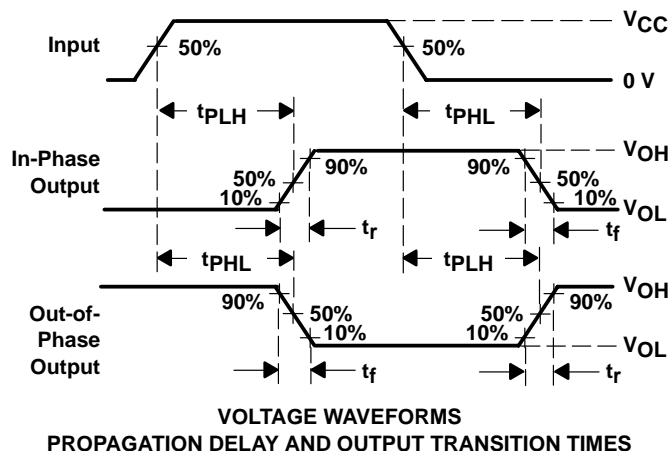 VCC
Input
50%
50%
0 V
tPLH
tPHL
In-Phase
Output
VOH
90%
90%
50%
50%
10%
10%
VOL
tr
tf
tPHL
tPLH
Out-of-
Phase
Output
VOH
90%
90%
50%
50%
10%
10%
VOL
tf
tr
VOLTAGE WAVEFORMS
PROPAGATION DELAY AND OUTPUT TRANSITION TIMES